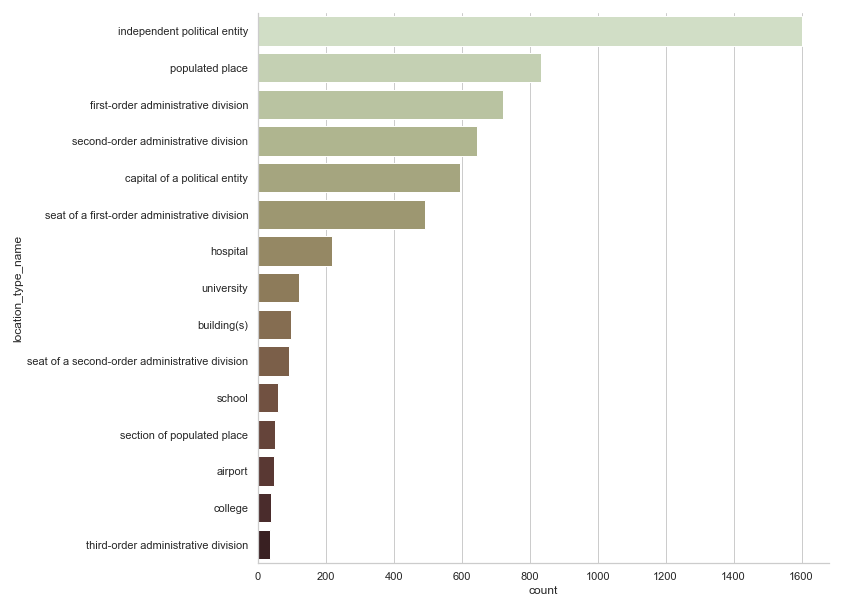 independent political entity
populated place
first-order administrative division
second-order administrative division
capital of a political entity
seat of a first-order administrative division
hospital
university
building(s)
seat of a second-order administrative division
school
section of populated place
airport
college
third-order administrative division
location_type_name
0 200 400 600 800 1000 1200 1400 1600
count